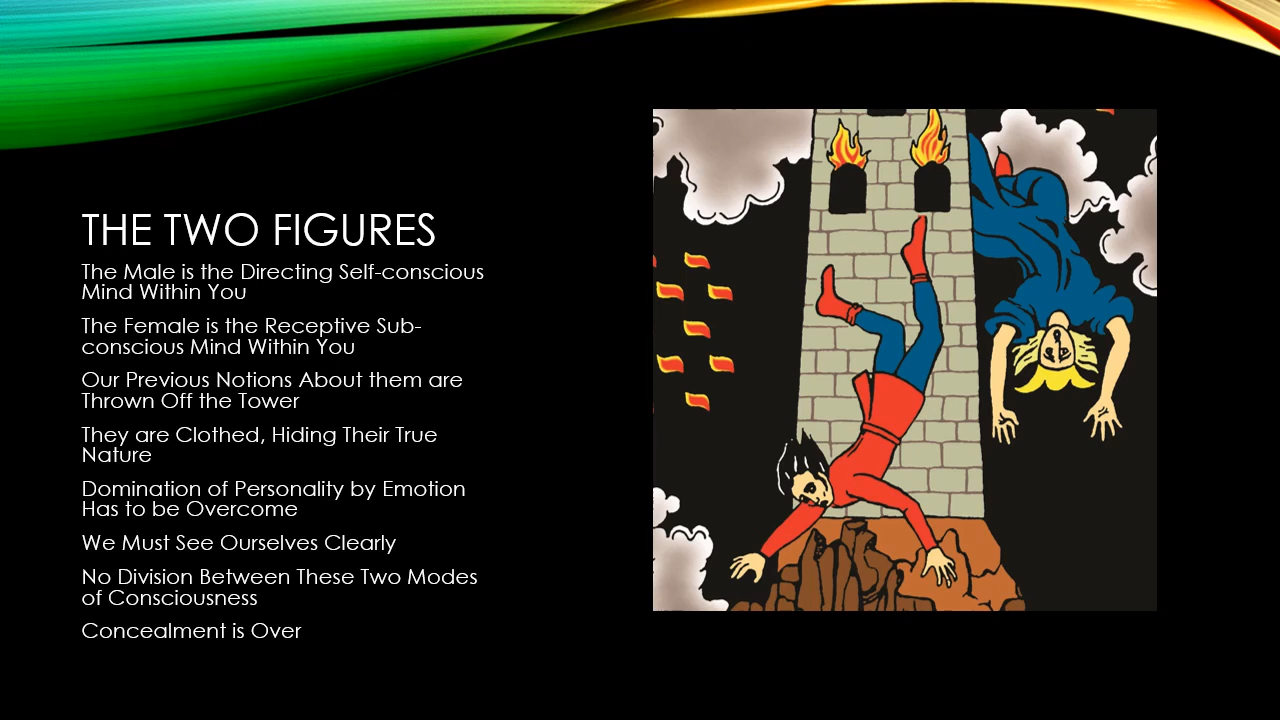 THE TWO FIGURES
The Male is the Directing Self-conscious
Mind Within You
The Female is the Receptive Sub-
conscious Mind Within You
Our Previous Notions About them are
Thrown Off the Tower
They are Clothed, Hiding Their True
Nature
Domination of Personality by Emotion
Has to be Overcome
We Must See Ourselves Clearly
No Division Between These Two Modes
of Consciousness
Concealment is Over